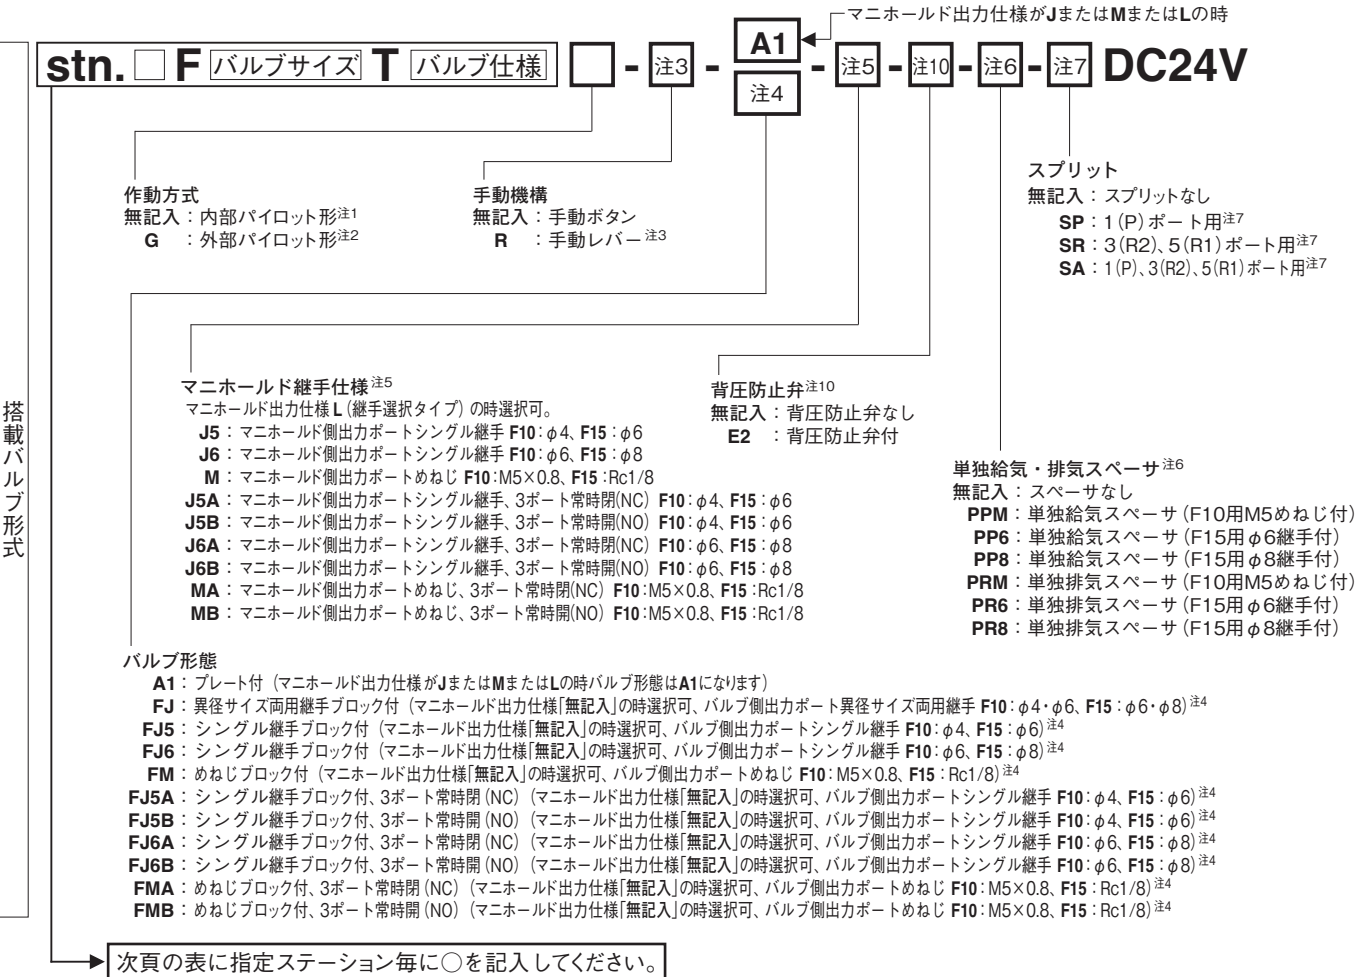 マニホールド出力仕様がJまたはMまたはLの時
stn. □ F バルブサイズ T バルブ仕様 □ - 注3 - A1 注4 - 注5 - 注10 - 注6 - 注7 DC24V
スプリット
無記入：スプリットなし
SP：1(P)ポート用注7
SR：3(R2)、5(R1)ポート用注7
SA：1(P)、3(R2)、5(R1)ポート用注7
作動方式
無記入：内部パイロット形注1
G ：外部パイロット形注2
手動機構
無記入：手動ボタン
R ：手動レバー注3
搭載バルブ形式
マニホールド継手仕様注5
マニホールド出力仕様L（継手選択タイプ）の時選択可。
J5：マニホールド側出力ポートシングル継手 F10：φ4、F15：φ6
J6：マニホールド側出力ポートシングル継手 F10：φ6、F15：φ8
M：マニホールド側出力ポートめねじ F10：M5×0.8、F15：Rc1/8
J5A：マニホールド側出力ポートシングル継手、3ポート常時閉(NC) F10：φ4、F15：φ6
J5B：マニホールド側出力ポートシングル継手、3ポート常時開(NO) F10：φ4、F15：φ6
J6A：マニホールド側出力ポートシングル継手、3ポート常時閉(NC) F10：φ6、F15：φ8
J6B：マニホールド側出力ポートシングル継手、3ポート常時開(NO) F10：φ6、F15：φ8
MA：マニホールド側出力ポートめねじ、3ポート常時閉(NC) F10：M5×0.8、F15：Rc1/8
MB：マニホールド側出力ポートめねじ、3ポート常時開(NO) F10：M5×0.8、F15：Rc1/8
背圧防止弁注10
無記入：背圧防止弁なし
E2 ：背圧防止弁付
単独給気・排気スペーサ注6
無記入：スペーサなし
PPM：単独給気スペーサ（F10用M5めねじ付）
PP6：単独給気スペーサ（F15用φ6継手付）
PP8：単独給気スペーサ（F15用φ8継手付）
PRM：単独排気スペーサ（F10用M5めねじ付）
PR6：単独排気スペーサ（F15用φ6継手付）
PR8：単独排気スペーサ（F15用φ8継手付）
バルブ形態
A1：プレート付（マニホールド出力仕様がJまたはMまたはLの時バルブ形態はA1になります）
FJ：異径サイズ両用継手ブロック付（マニホールド出力仕様「無記入」の時選択可、バルブ側出力ポート異径サイズ両用継手 F10：φ4・φ6、F15：φ6・φ8）注4
FJ5：シングル継手ブロック付（マニホールド出力仕様「無記入」の時選択可、バルブ側出力ポートシングル継手 F10：φ4、F15：φ6）注4
FJ6：シングル継手ブロック付（マニホールド出力仕様「無記入」の時選択可、バルブ側出力ポートシングル継手 F10：φ6、F15：φ8）注4
FM：めねじブロック付（マニホールド出力仕様「無記入」の時選択可、バルブ側出力ポートめねじ F10：M5×0.8、F15：Rc1/8）注4
FJ5A：シングル継手ブロック付、3ポート常時閉（NC）（マニホールド出力仕様「無記入」の時選択可、バルブ側出力ポートシングル継手 F10：φ4、F15：φ6）注4
FJ5B：シングル継手ブロック付、3ポート常時開（NO）（マニホールド出力仕様「無記入」の時選択可、バルブ側出力ポートシングル継手 F10：φ4、F15：φ6）注4
FJ6A：シングル継手ブロック付、3ポート常時閉（NC）（マニホールド出力仕様「無記入」の時選択可、バルブ側出力ポートシングル継手 F10：φ6、F15：φ8）注4
FJ6B：シングル継手ブロック付、3ポート常時開（NO）（マニホールド出力仕様「無記入」の時選択可、バルブ側出力ポートシングル継手 F10：φ6、F15：φ8）注4
FMA：めねじブロック付、3ポート常時閉（NC）（マニホールド出力仕様「無記入」の時選択可、バルブ側出力ポートめねじ F10：M5×0.8、F15：Rc1/8）注4
FMB：めねじブロック付、3ポート常時開（NO）（マニホールド出力仕様「無記入」の時選択可、バルブ側出力ポートめねじ F10：M5×0.8、F15：Rc1/8）注4
次頁の表に指定ステーション毎に○を記入してください。